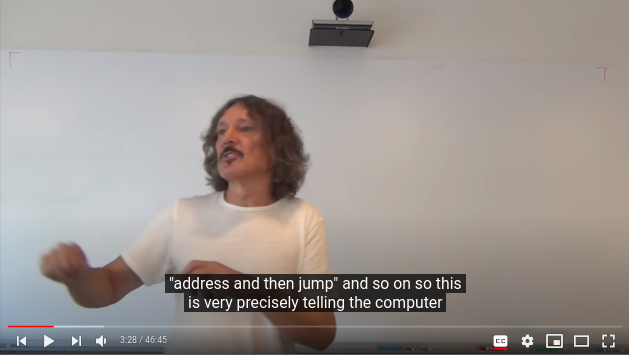 "address and then jump" and so on so this
is very precisely telling the computer
3:28 / 46:45
CC